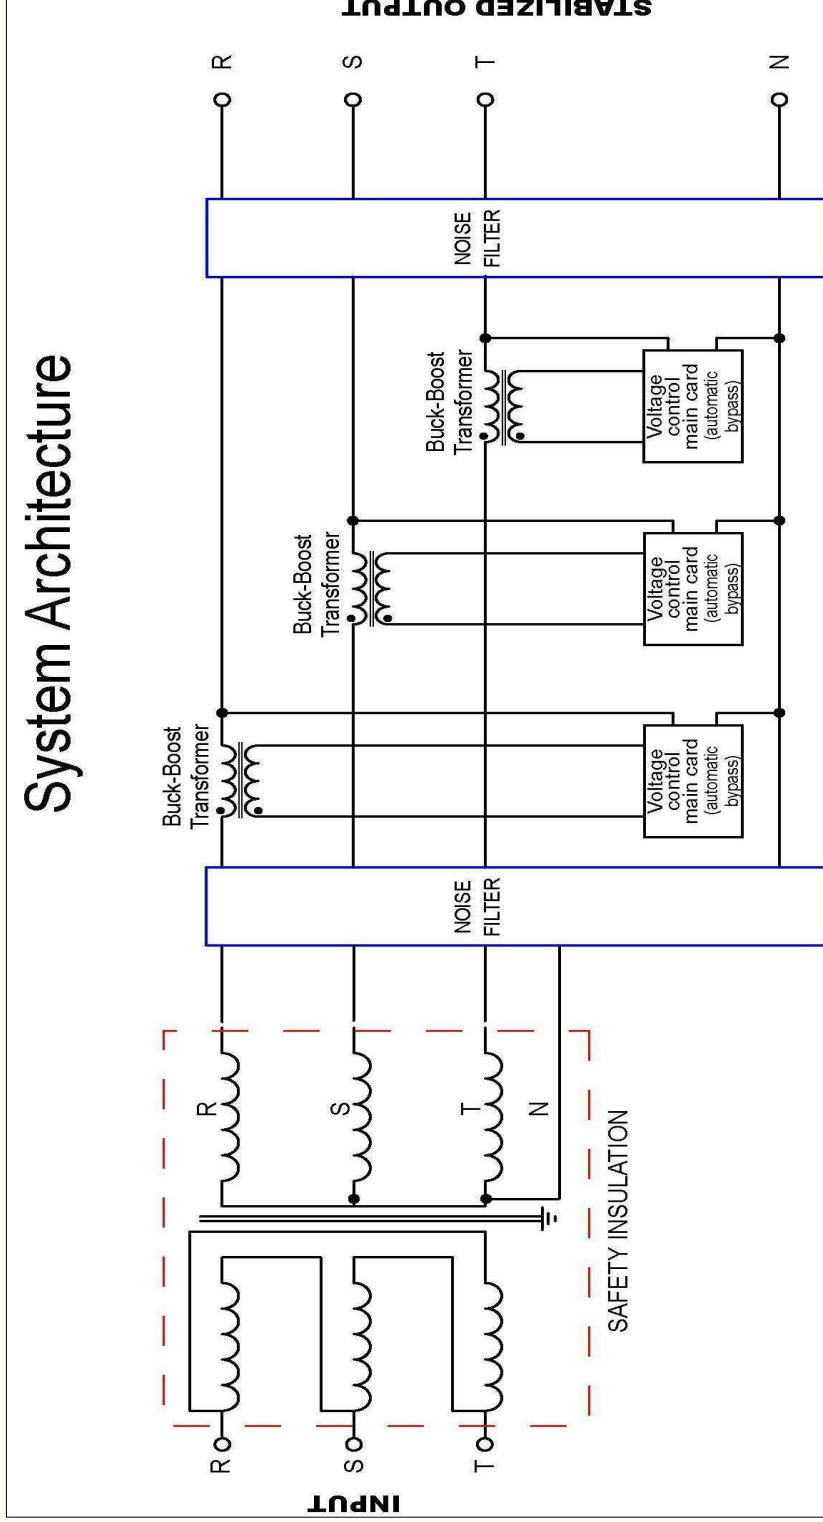 System Architecture
INPUT
R
S
T
SAFETY INSULATION
R
S
T
N
NOISE
FILTER
Buck-Boost
Transformer
Voltage
control
main card
(automatic
bypass)
Buck-Boost
Transformer
Voltage
control
main card
(automatic
bypass)
Buck-Boost
Transformer
Voltage
control
main card
(automatic
bypass)
NOISE
FILTER
R
S
T
N
STABILIZED OUTPUT